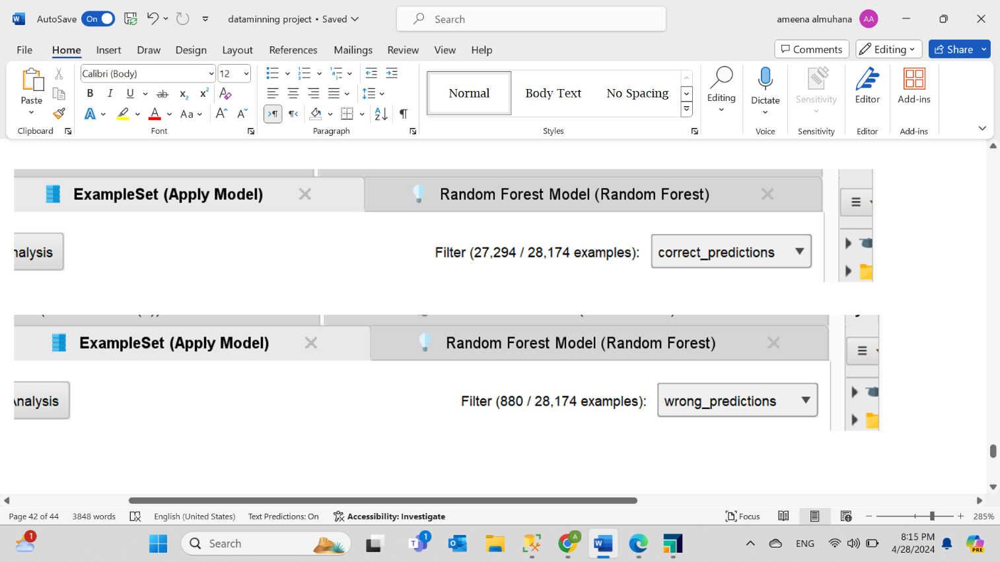 AutoSave On dataminning project • Saved Search ameena almuhana AA
File Home Insert Draw Design Layout References Mailings Review View Help Comments Editing Share
Calibri (Body) 12
Paste
Normal Body Text No Spacing
Editing Dictate Sensitivity Editor Add-ins
Clipboard Font Paragraph Styles Voice Sensitivity Editor Add-ins
ExampleSet (Apply Model) Random Forest Model (Random Forest)
nalysis Filter (27,294 / 28,174 examples): correct_predictions
ExampleSet (Apply Model) Random Forest Model (Random Forest)
Analysis Filter (880 / 28,174 examples): wrong_predictions
Page 42 of 44 3848 words English (United States) Text Predictions: On Accessibility: Investigate Focus 285%
1 Search 1 A ENG 8:15 PM
4/28/2024 PRE